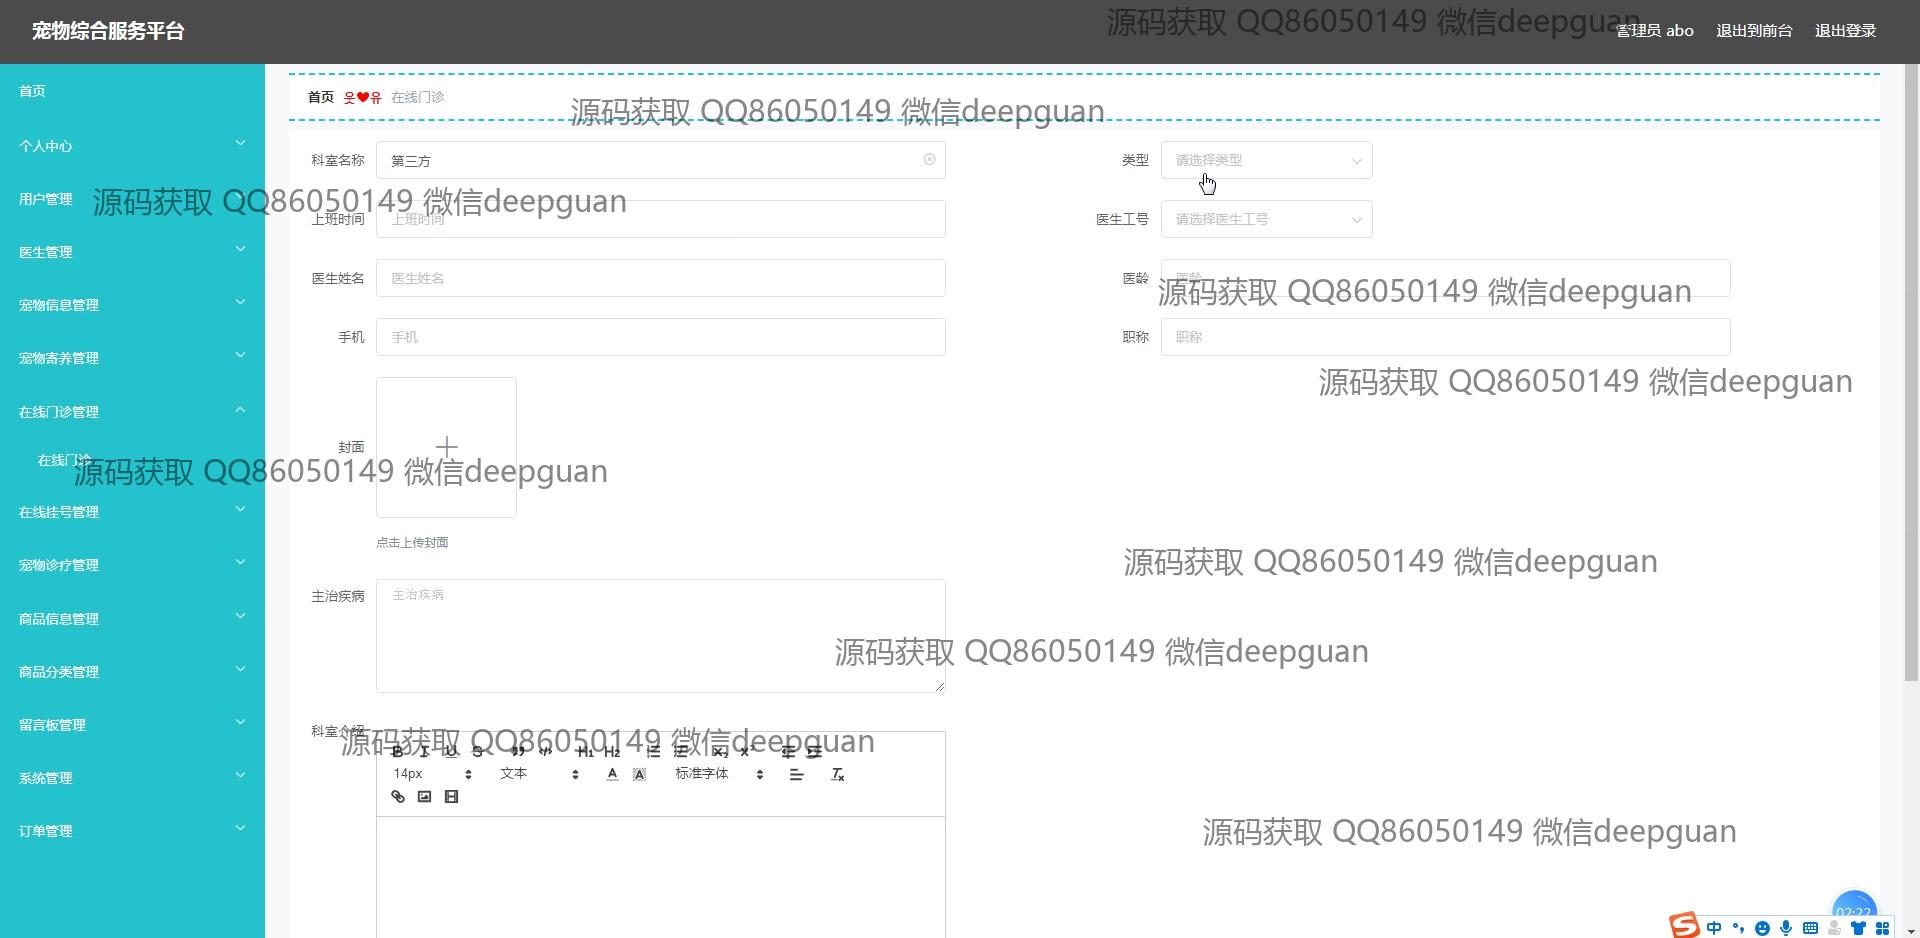 宠物综合服务平台
源码获取 QQ86050149 微信deepguan
管理员 abo 退出到前台 退出登录
首页
首页 웃❤유 在线门诊
源码获取 QQ86050149 微信deepguan
个人中心
科室名称 第三方
类型 请选择类型
用户管理
源码获取 QQ86050149 微信deepguan
上班时间 上班时间
医生工号 请选择医生工号
医生管理
医生姓名 医生姓名
医龄 医龄
源码获取 QQ86050149 微信deepguan
宠物信息管理
手机 手机
职称 职称
宠物寄养管理
源码获取 QQ86050149 微信deepguan
在线门诊管理
封面
在线门诊
源码获取 QQ86050149 微信deepguan
在线挂号管理
点击上传封面
宠物诊疗管理
源码获取 QQ86050149 微信deepguan
主治疾病 主治疾病
商品信息管理
源码获取 QQ86050149 微信deepguan
商品分类管理
留言板管理
科室介绍
源码获取 QQ86050149 微信deepguan
B I U S H1 H2 X2 X2
14px 文本 A A 标准字体 Tx
系统管理
订单管理
源码获取 QQ86050149 微信deepguan
02:22
中